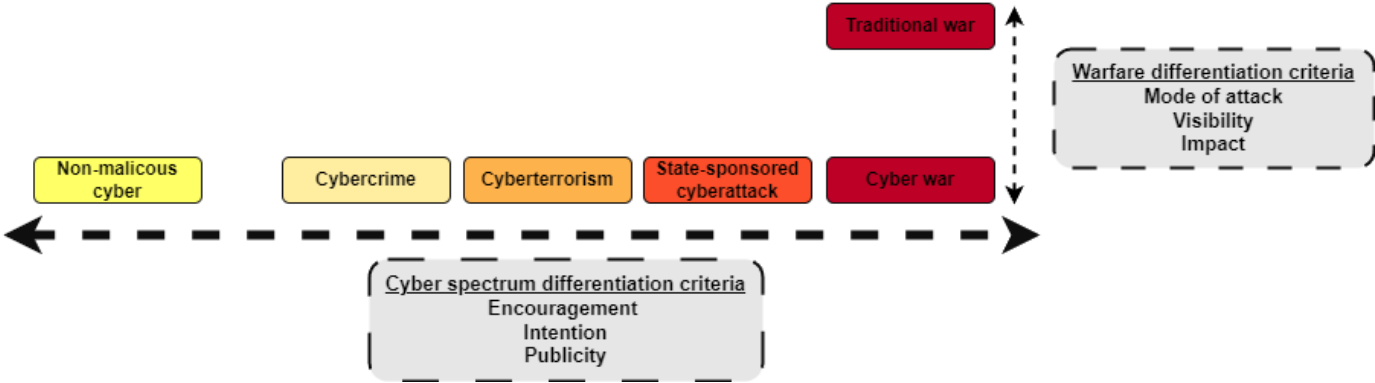 Traditional war
Warfare differentiation criteria
Mode of attack
Visibility
Impact
Non-malicous
cyber
Cybercrime
Cyberterrorism
State-sponsored
cyberattack
Cyber war
Cyber spectrum differentiation criteria
Encouragement
Intention
Publicity